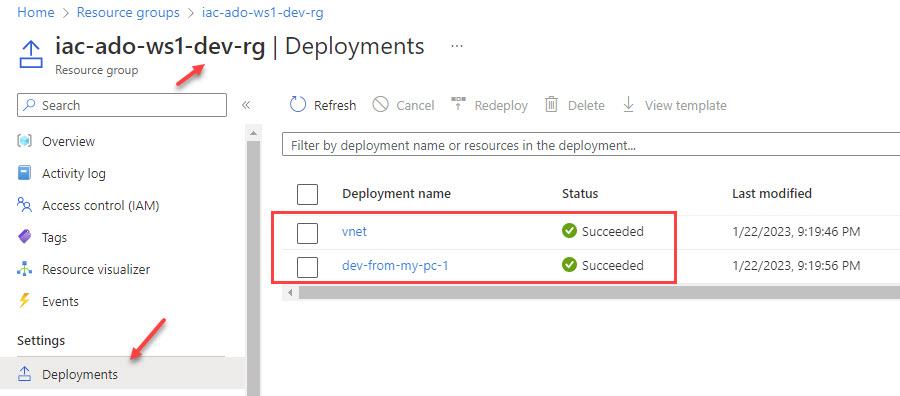 Home > Resource groups > iac-ado-ws1-dev-rg
iac-ado-ws1-dev-rg | Deployments ...
Resource group
Search
«
Refresh Cancel Redeploy Delete View template
Filter by deployment name or resources in the deployment...
Overview
Activity log
Access control (IAM)
Tags
Resource visualizer
Events
Settings
Deployments
Deployment name Status Last modified
vnet Succeeded 1/22/2023, 9:19:46 PM
dev-from-my-pc-1 Succeeded 1/22/2023, 9:19:56 PM